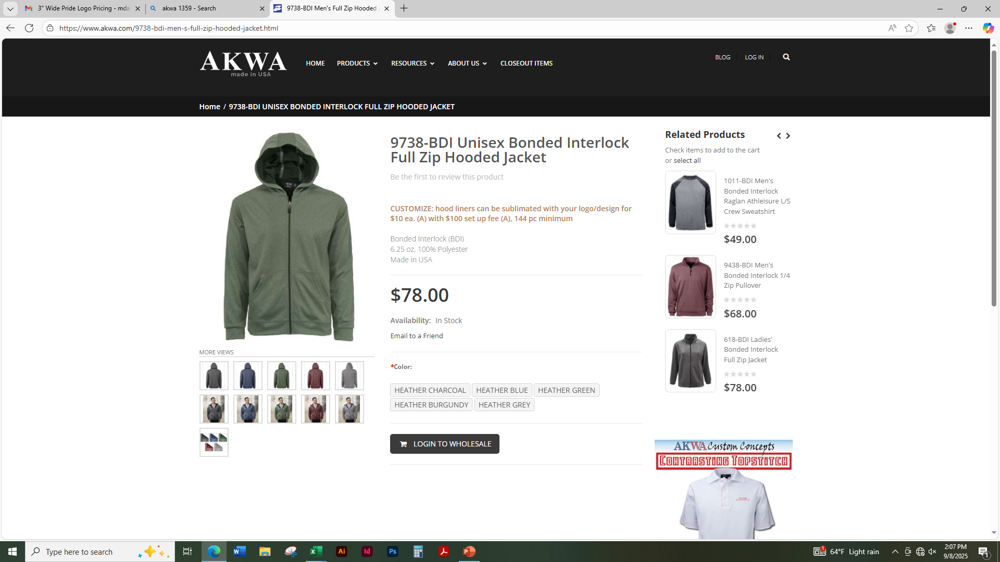 3" Wide Pride Logo Pricing - mda
akwa 1359 - Search
9738-BDI Men's Full Zip Hooded J
https://www.akwa.com/9738-bdi-men-s-full-zip-hooded-jacket.html
AKWA
made in USA
HOME
PRODUCTS
RESOURCES
ABOUT US
CLOSEOUT ITEMS
BLOG
LOG IN
Home / 9738-BDI UNISEX BONDED INTERLOCK FULL ZIP HOODED JACKET
9738-BDI Unisex Bonded Interlock
Full Zip Hooded Jacket
Be the first to review this product
CUSTOMIZE: hood liners can be sublimated with your logo/design for
$10 ea. (A) with $100 set up fee (A), 144 pc minimum
Bonded Interlock (BDI)
6.25 oz, 100% Polyester
Made in USA
$78.00
Availability: In Stock
Email to a Friend
*Color:
HEATHER CHARCOAL
HEATHER BLUE
HEATHER GREEN
HEATHER BURGUNDY
HEATHER GREY
LOGIN TO WHOLESALE
MORE VIEWS
Related Products
Check items to add to the cart
or select all
1011-BDI Men's
Bonded Interlock
Raglan Athleisure L/S
Crew Sweatshirt
$49.00
9438-BDI Men's
Bonded Interlock 1/4
Zip Pullover
$68.00
618-BDI Ladies'
Bonded Interlock
Full Zip Jacket
$78.00
AKWA Custom Concepts
CONTRASTING TOPSTITCH
Type here to search
64°F Light rain
2:07 PM
9/8/2025